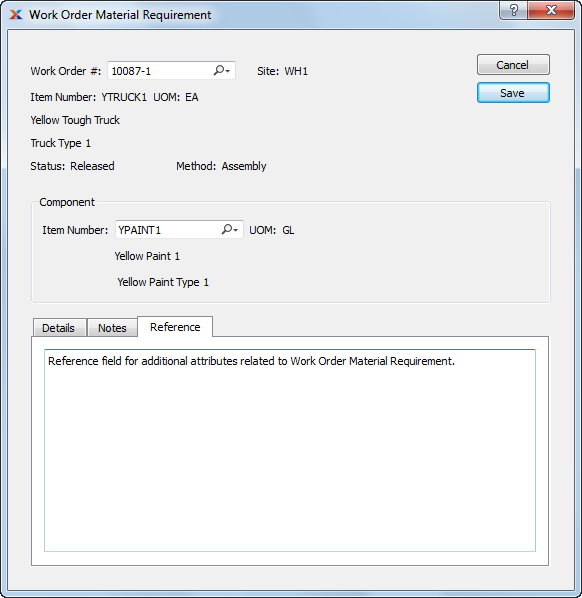 Work Order Material Requirement
?
Work Order #: 10087-1 Site: WH1 Cancel
Item Number: YTRUCK1 UOM: EA Save
Yellow Tough Truck
Truck Type 1
Status: Released Method: Assembly
Component
Item Number: YPAINT1 UOM: GL
Yellow Paint 1
Yellow Paint Type 1
Details Notes Reference
Reference field for additional attributes related to Work Order Material Requirement.